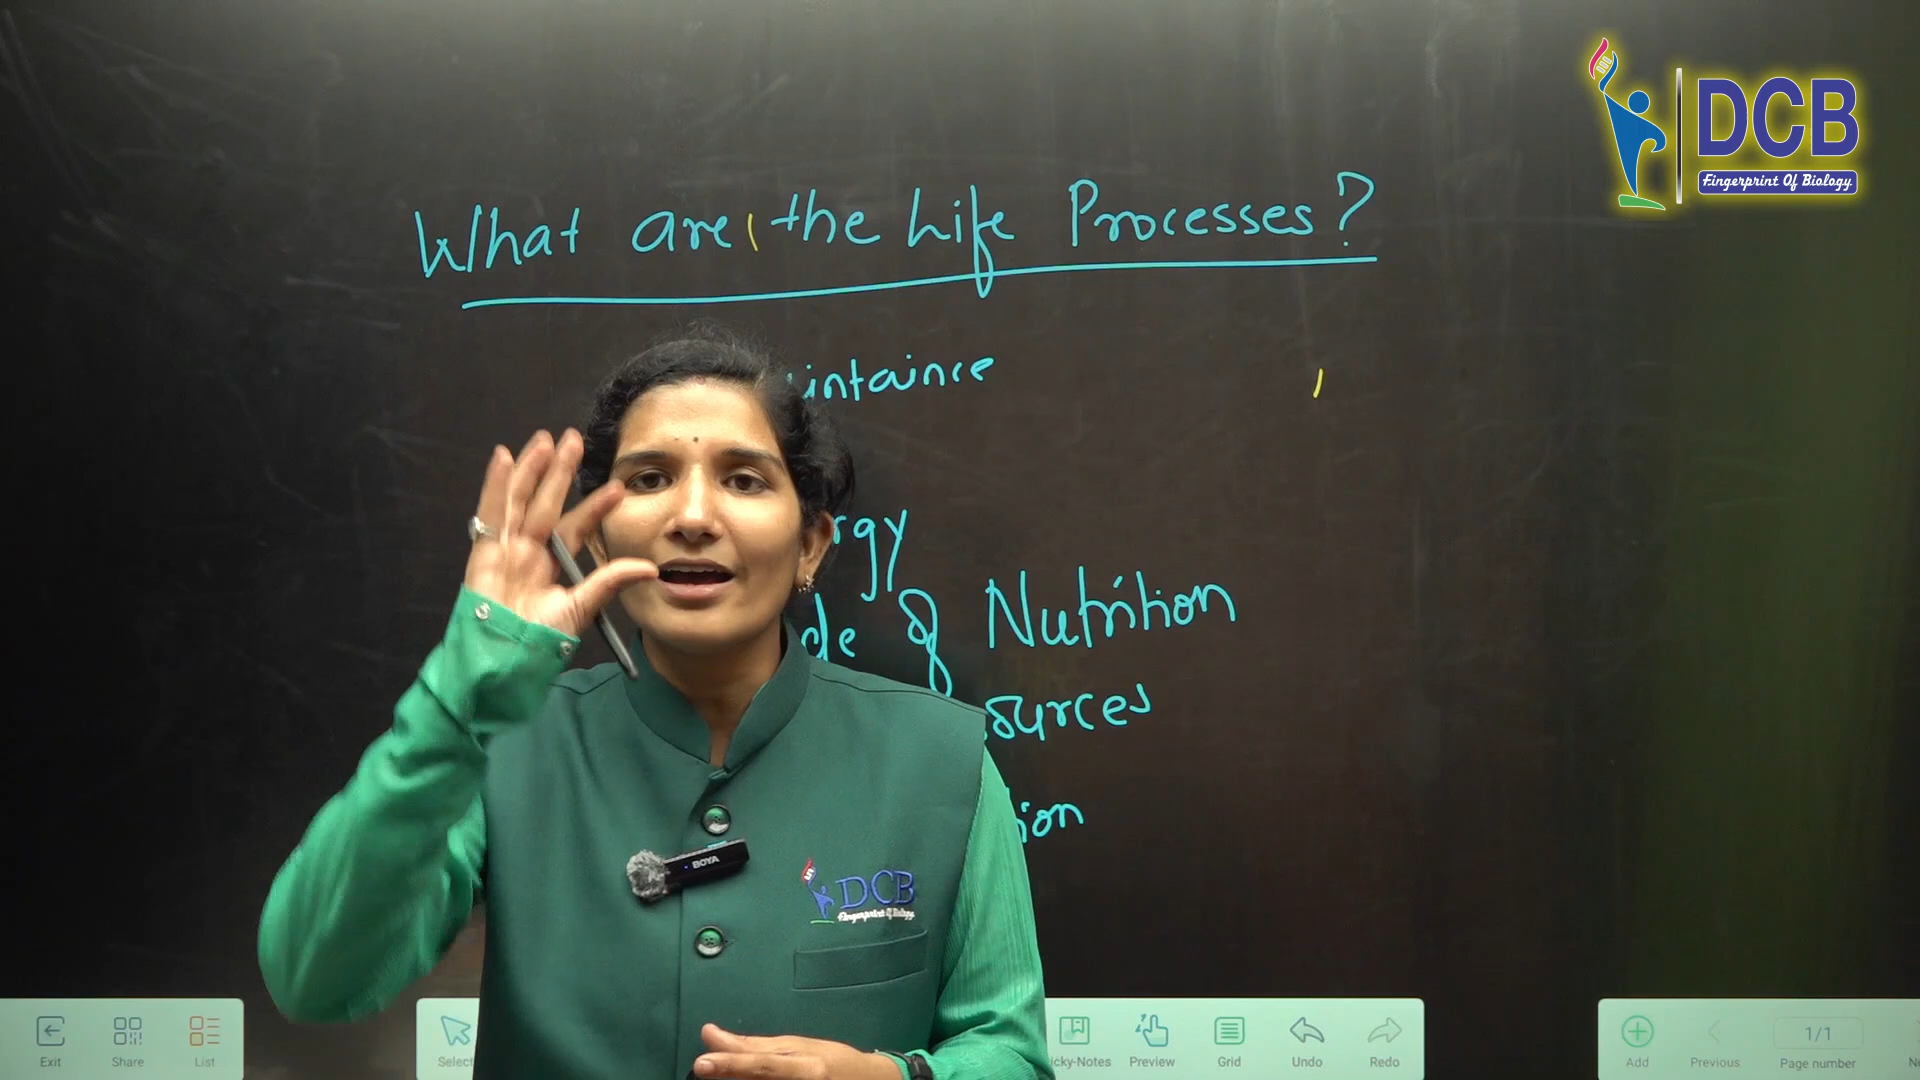 DCB
Fingerprint Of Biology
What are the Life Processes?
intaince
rgy
de of Nutrition
ources
ion
BOYA
DCB
Fingerprint Of Biology
Exit
Share
List
Select
icky-Notes
Preview
Grid
Undo
Redo
Add
Previous
1/1
Page number